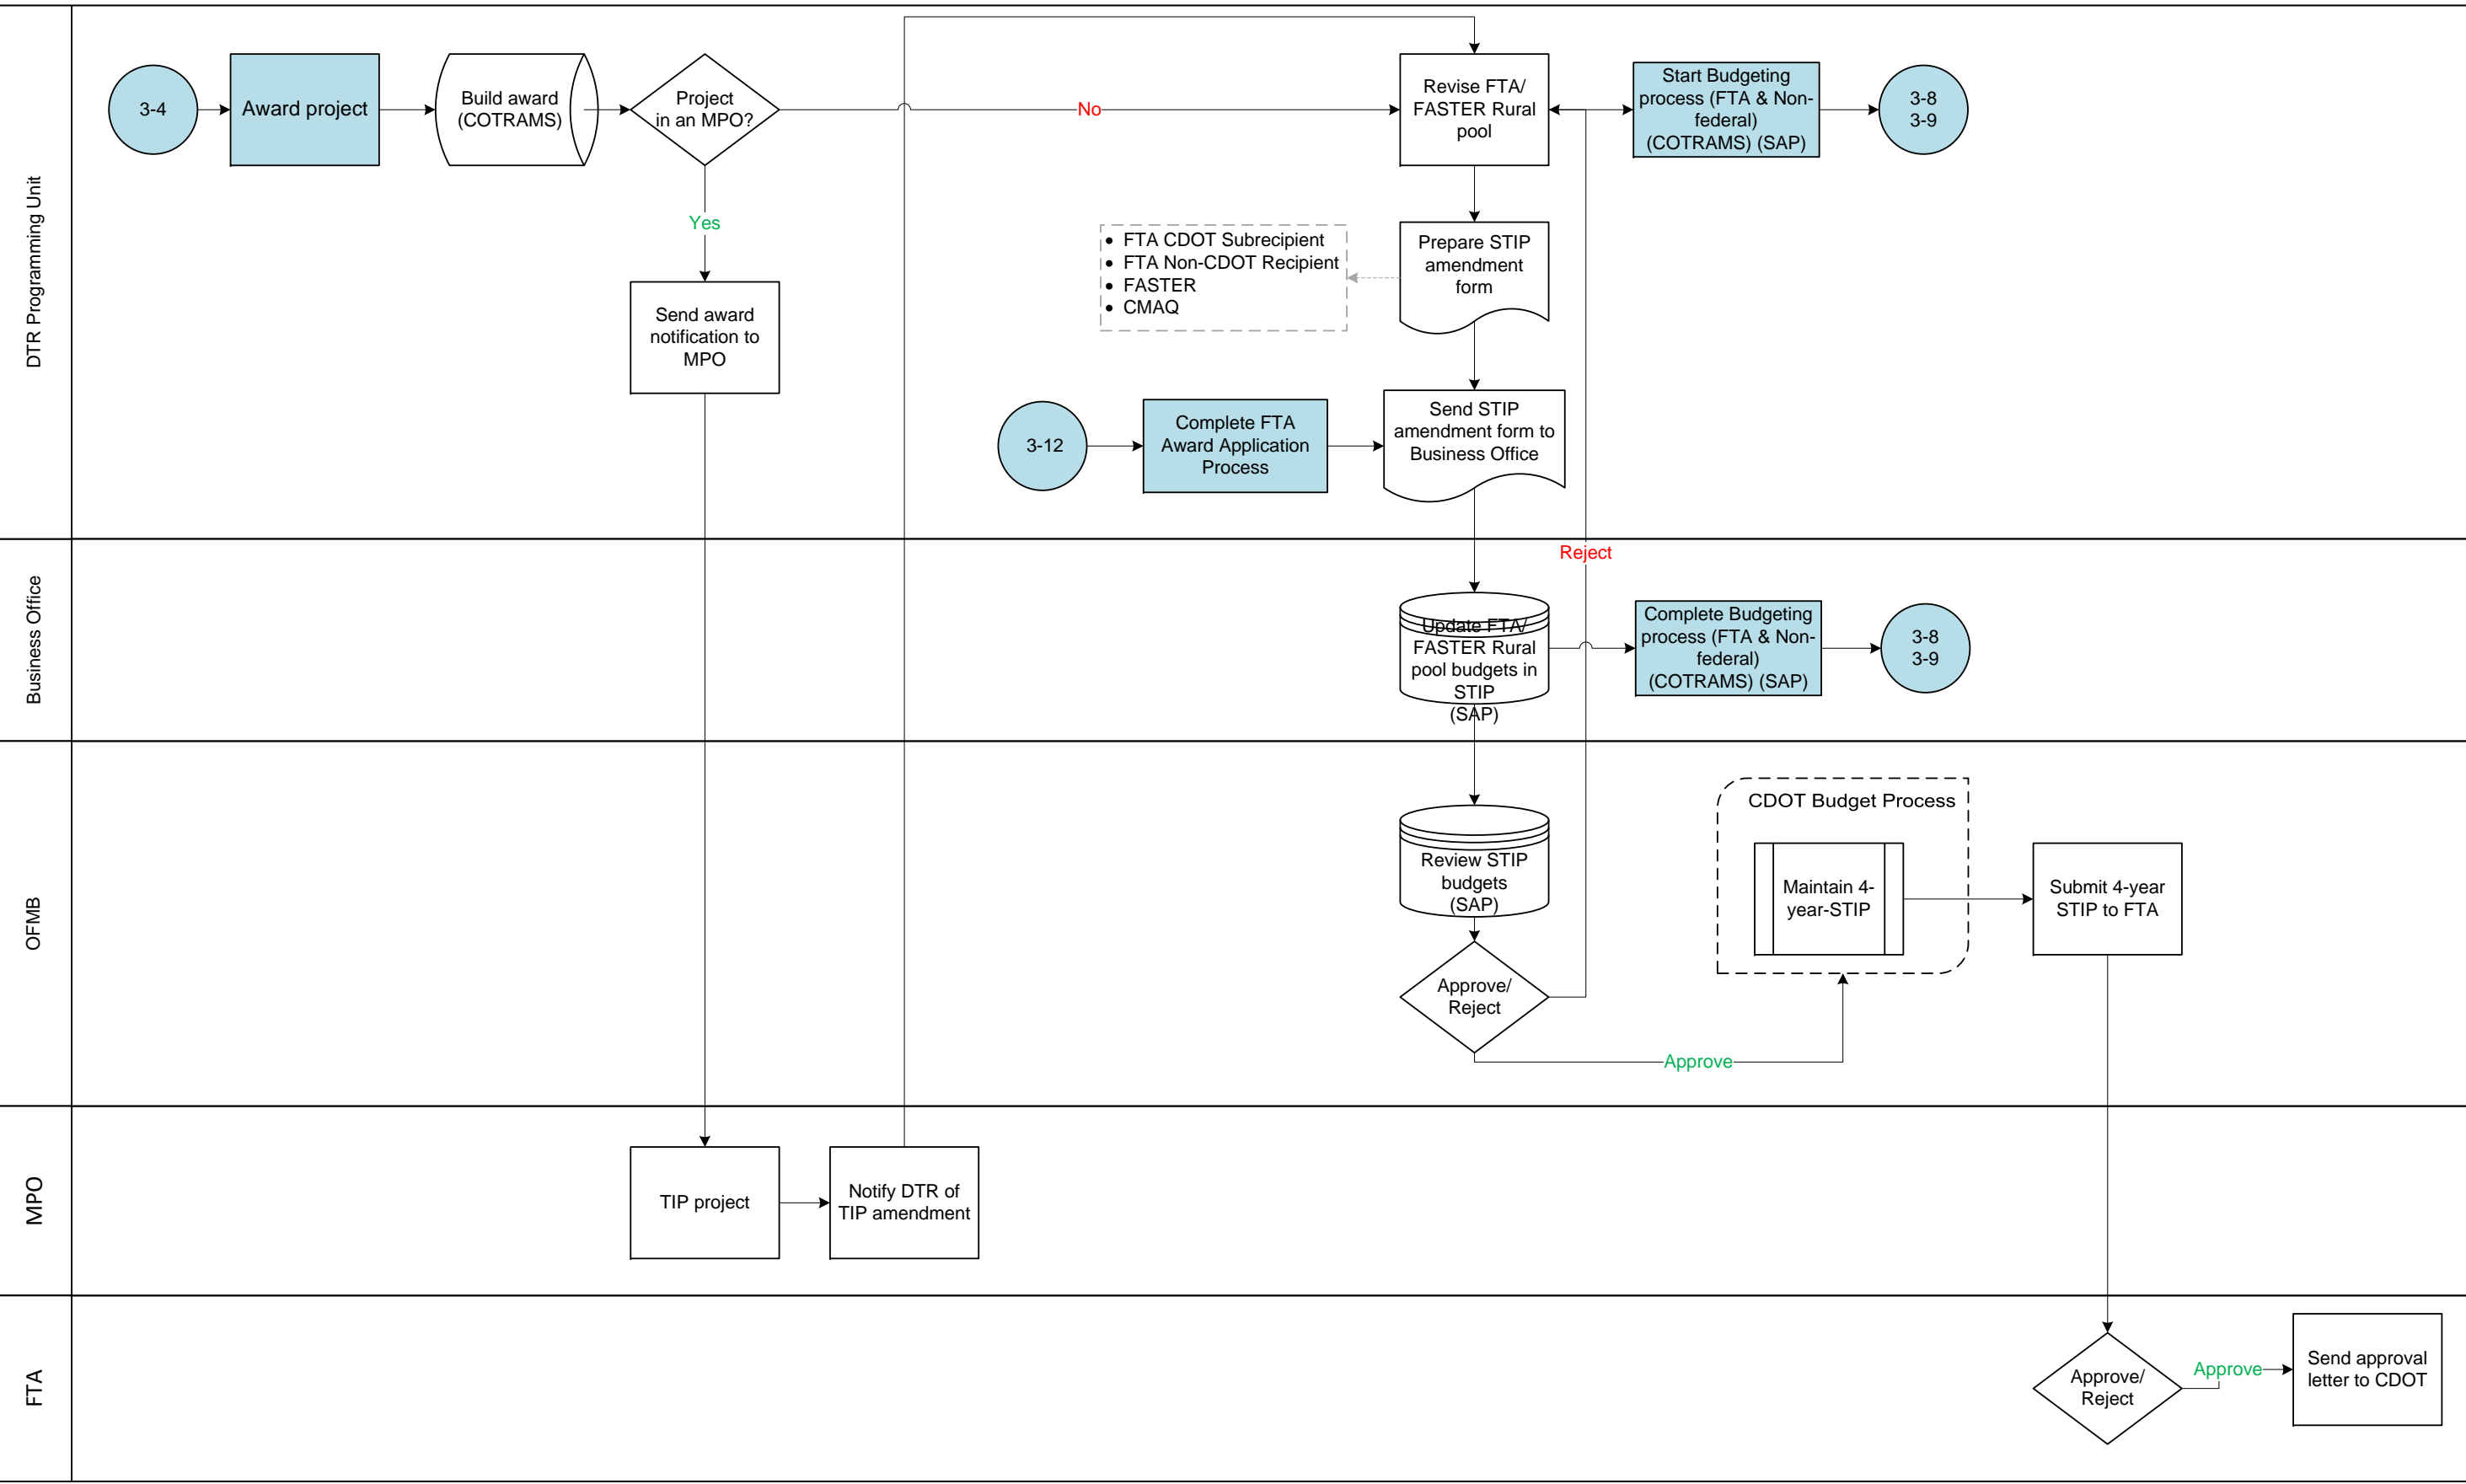 DTR Programming Unit
3-4
Award project
Build award
(COTRAMS)
Project
in an MPO?
No
Yes
Send award
notification to
MPO
Revise FTA/
FASTER Rural
pool
Start Budgeting
process (FTA & Non-
federal)
(COTRAMS) (SAP)
3-8
3-9
• FTA CDOT Subrecipient
• FTA Non-CDOT Recipient
• FASTER
• CMAQ
Prepare STIP
amendment
form
3-12
Complete FTA
Award Application
Process
Send STIP
amendment form to
Business Office
Business Office
Reject
Update FTA/
FASTER Rural
pool budgets in
STIP
(SAP)
Complete Budgeting
process (FTA & Non-
federal)
(COTRAMS) (SAP)
3-8
3-9
OFMB
Review STIP
budgets
(SAP)
Approve/
Reject
Approve
CDOT Budget Process
Maintain 4-
year-STIP
Submit 4-year
STIP to FTA
MPO
TIP project
Notify DTR of
TIP amendment
FTA
Approve/
Reject
Approve
Send approval
letter to CDOT